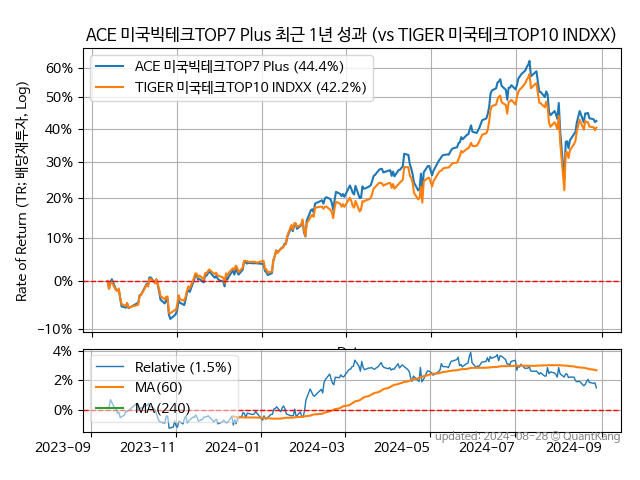 ACE 미국빅테크TOP7 Plus 최근 1년 성과 (vs TIGER 미국테크TOP10 INDXX)
Rate of Return (TR: 배당재투자, Log)
60%
50%
40%
30%
20%
10%
0%
−10%
ACE 미국빅테크TOP7 Plus (44.4%)
TIGER 미국테크TOP10 INDXX (42.2%)
4%
2%
0%
Relative (1.5%)
MA(60)
MA(240)
updated: 2024-08-28 © QuantKang
2023-09
2023-11
2024-01
2024-03
2024-05
2024-07
2024-09